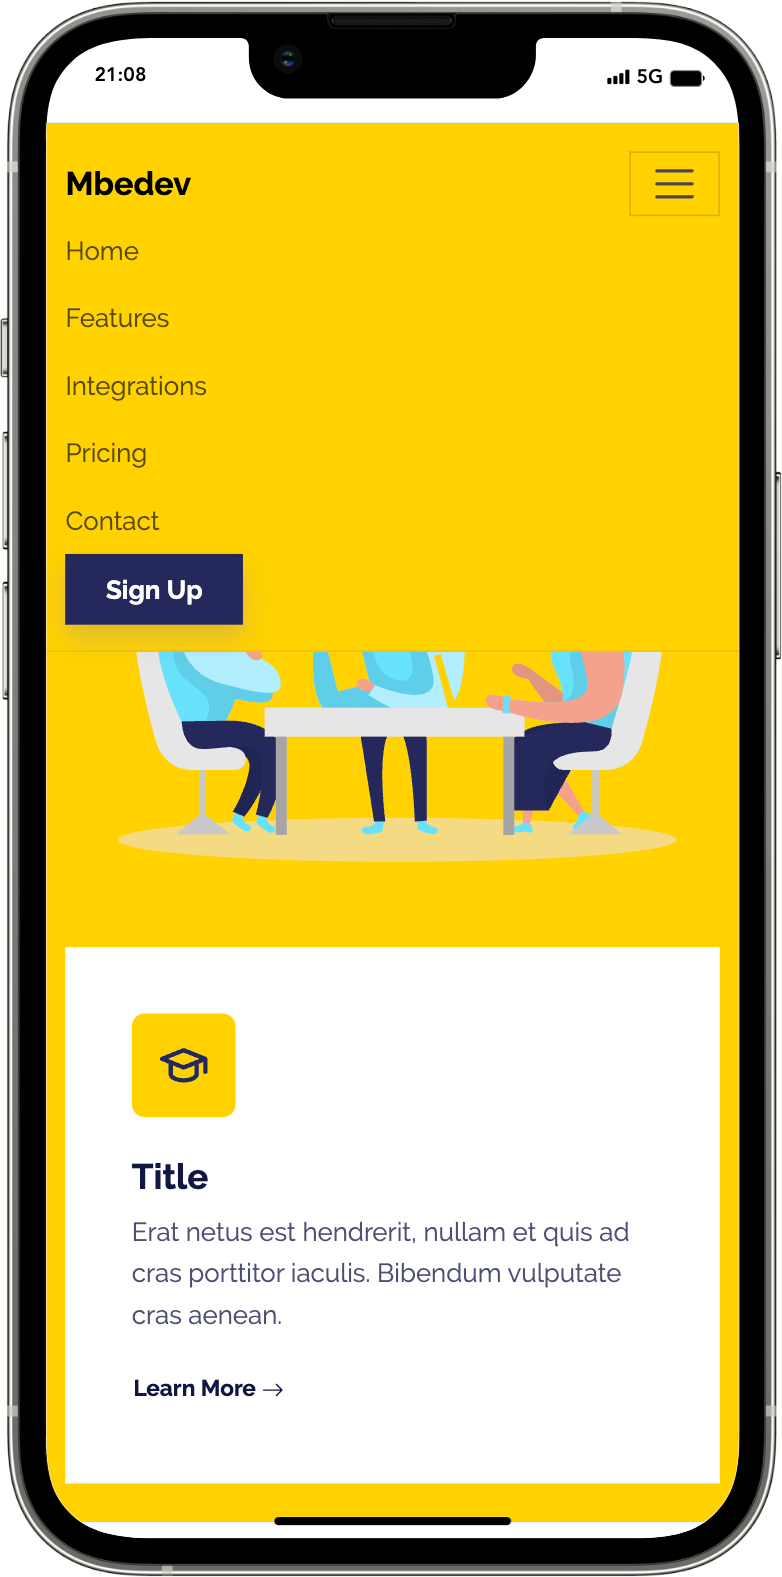 21:08
5G
Mbedev
Home
Features
Integrations
Pricing
Contact
Sign Up
Title
Erat netus est hendrerit, nullam et quis ad
cras porttitor iaculis. Bibendum vulputate
cras aenean.
Learn More →